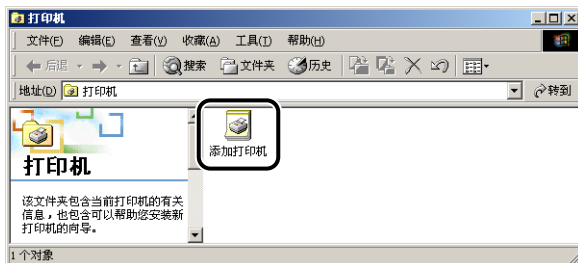 打印机
文件(F) 编辑(E) 查看(V) 收藏(A) 工具(T) 帮助(H)
后退 搜索 文件夹 历史
地址(D) 打印机 转到
添加打印机
打印机
该文件夹包含当前打印机的有关
信息，也包含可以帮助您安装新
打印机的向导。
1 个对象